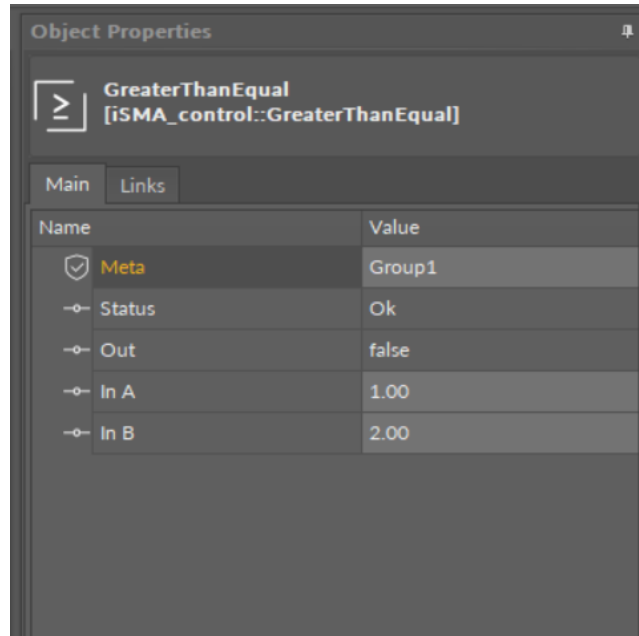 Object Properties
≥
GreaterThanEqual
[iSMA_control::GreaterThanEqual]
Main Links
Name Value
Meta Group1
Status Ok
Out false
In A 1.00
In B 2.00